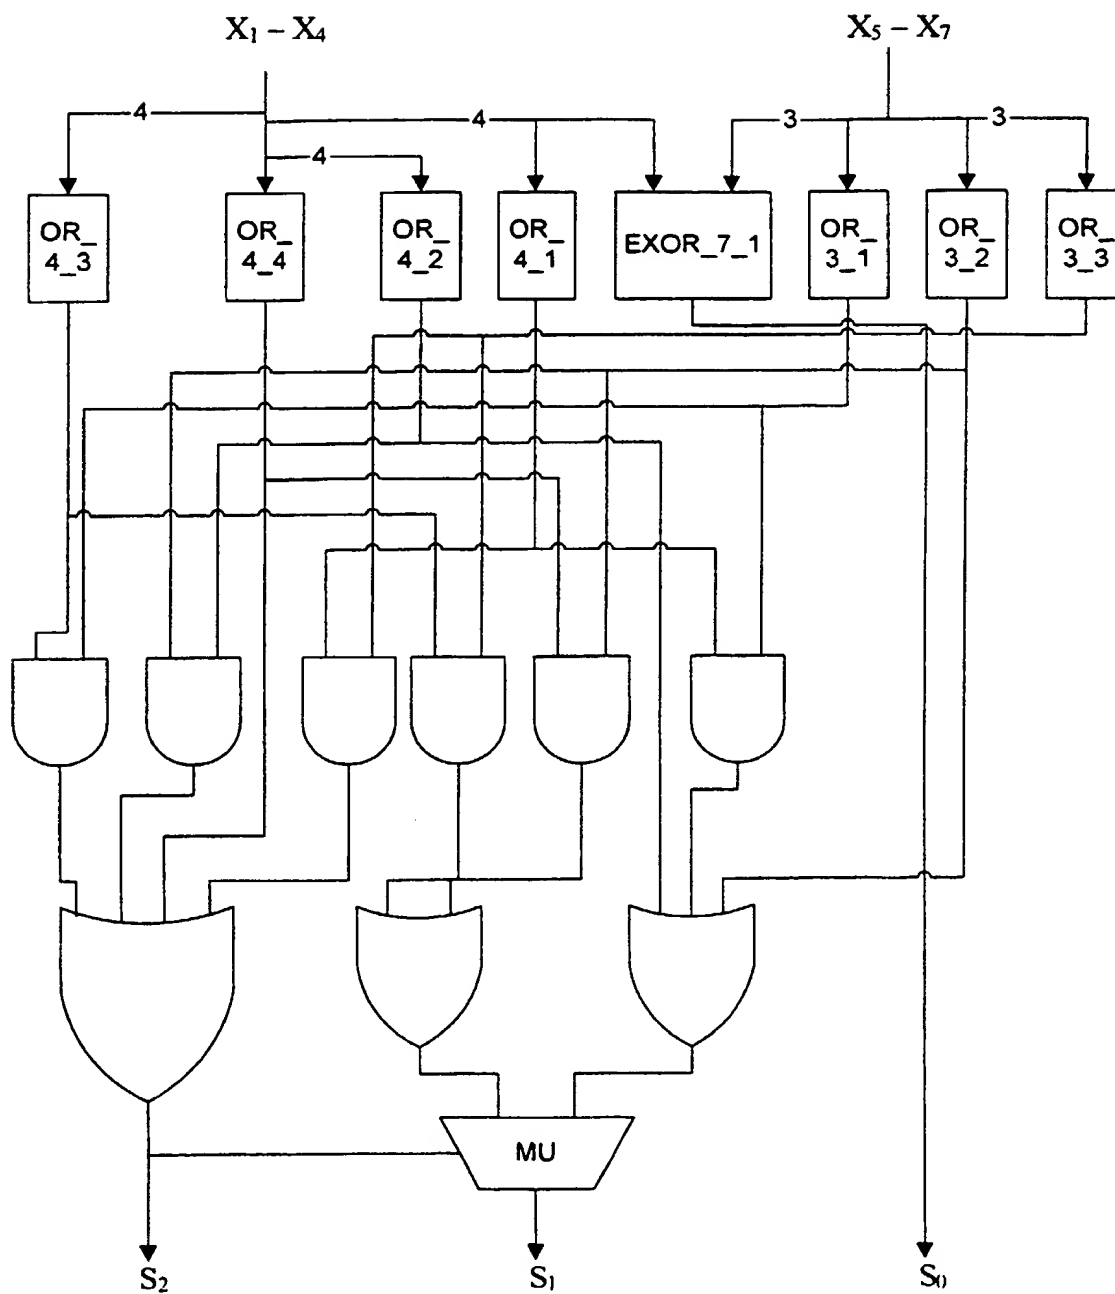 X₁ – X₄
X₅ – X₇
4
4
3
3
4
OR_
4_3
OR_
4_4
OR_
4_2
OR_
4_1
EXOR_7_1
OR_
3_1
OR_
3_2
OR_
3_3
MU
S₂
S₁
S₀